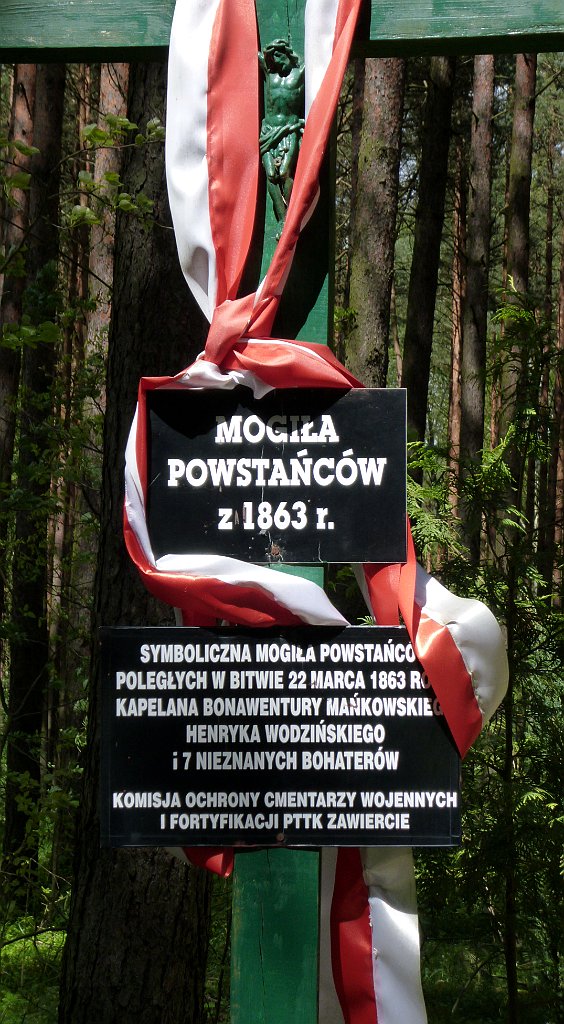 MOGIŁA
POWSTAŃCÓW
z 1863 r.
SYMBOLICZNA MOGIŁA POWSTAŃCÓ
POLEGŁYCH W BITWIE 22 MARCA 1863 RO
KAPELANA BONAWENTURY MAŃKOWSKIEG
HENRYKA WODZIŃSKIEGO
i 7 NIEZNANYCH BOHATERÓW
KOMISJA OCHRONY CMENTARZY WOJENNYCH
I FORTYFIKACJI PTTK ZAWIERCIE